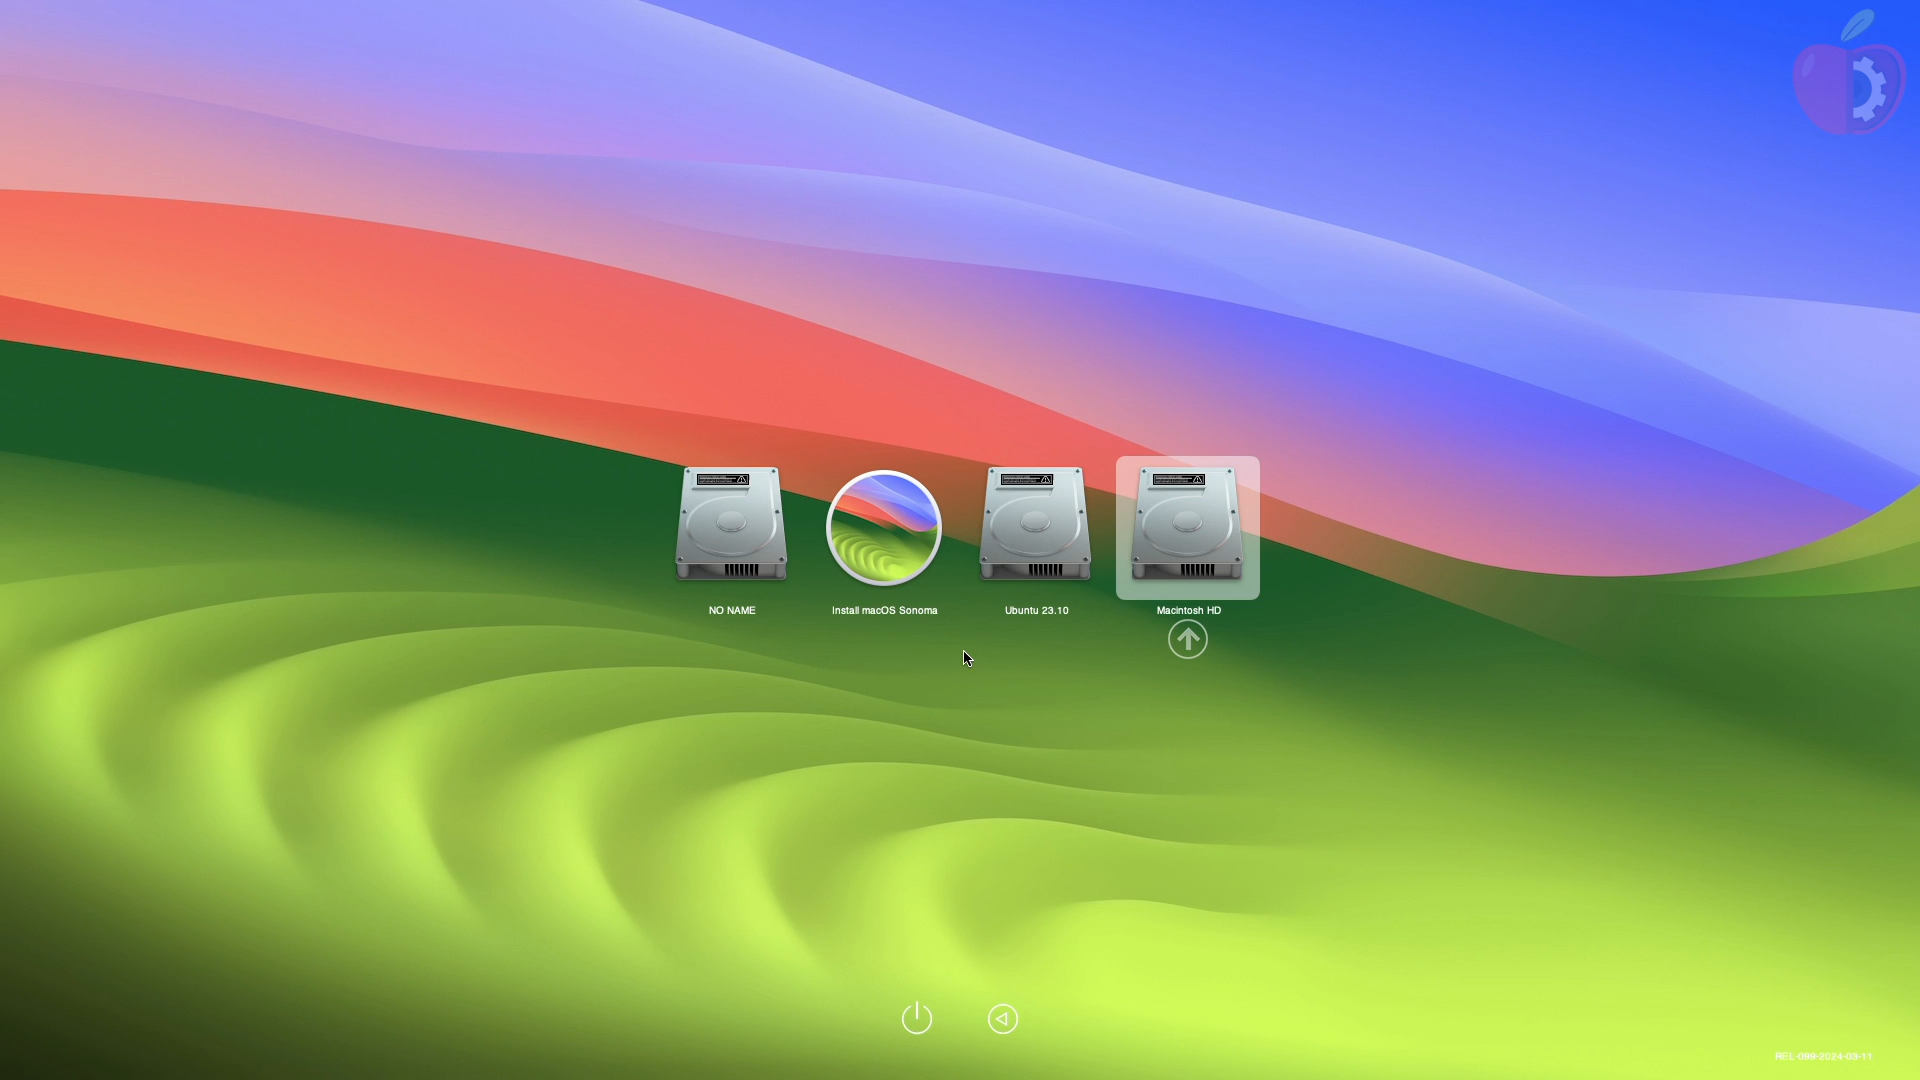 NO NAME
Install macOS Sonoma
Ubuntu 23.10
Macintosh HD
REL-099-2024-03-11